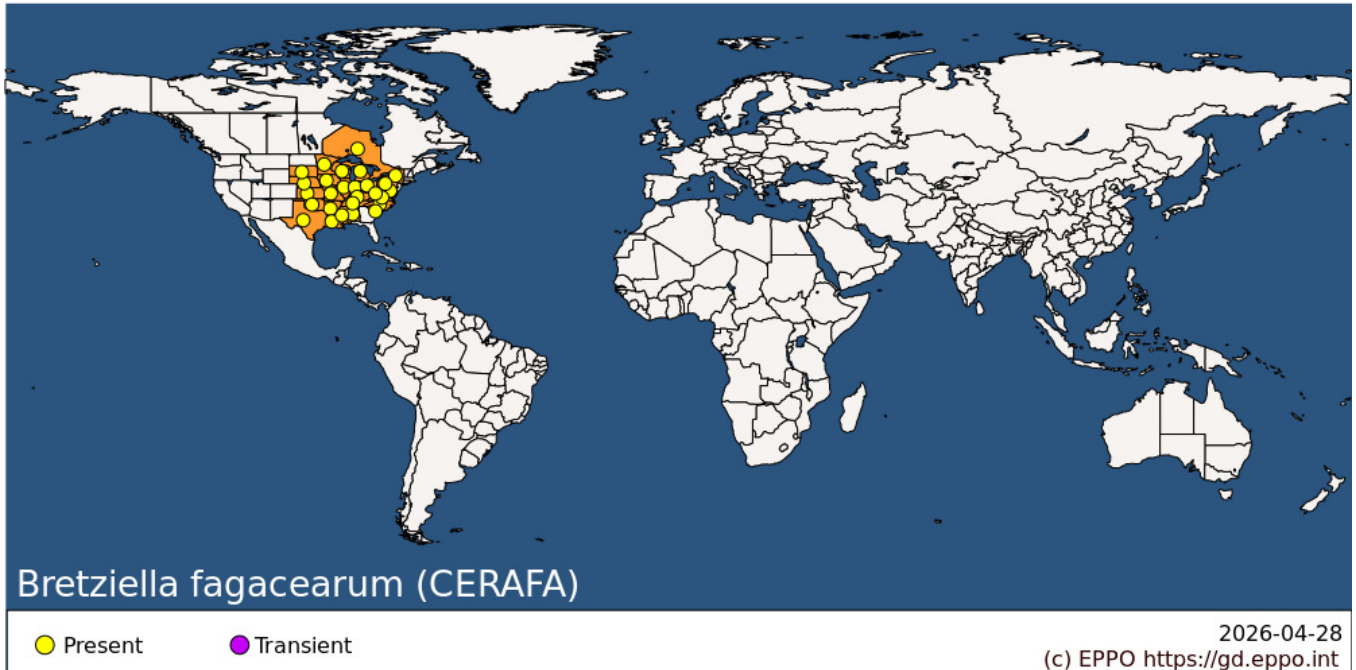 Bretziella fagacearum (CERAFA)
Present
Transient
2026-04-28
(c) EPPO https://gd.eppo.int